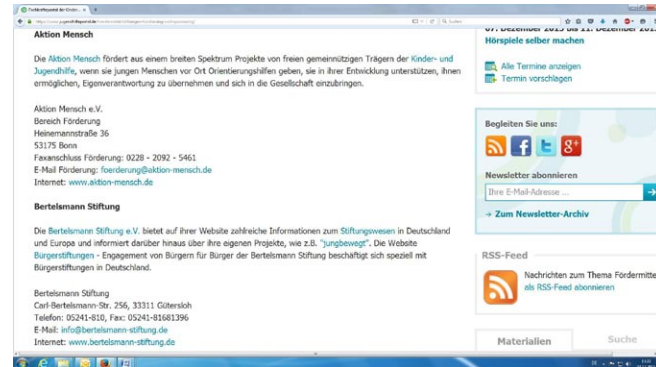 Aktion Mensch
Die Aktion Mensch fördert aus einem breiten Spektrum Projekte von freien gemeinnützigen Trägern der Kinder- und
Jugendhilfe, wenn sie jungen Menschen vor Ort Orientierungshilfen geben, sie in ihrer Entwicklung unterstützen, ihnen
ermöglichen, Eigenverantwortung zu übernehmen und sich in die Gesellschaft einzubringen.
Aktion Mensch e.V.
Bereich Förderung
Heinemannstraße 36
53175 Bonn
Faxanschluss Förderung: 0228 - 2092 - 5461
E-Mail Förderung: foerderung@aktion-mensch.de
Internet: www.aktion-mensch.de
Bertelsmann Stiftung
Die Bertelsmann Stiftung e.V. bietet auf ihrer Website zahlreiche Informationen zum Stiftungswesen in Deutschland
und Europa und informiert darüber hinaus über ihre eigenen Projekte, wie z.B. "jungbewegt". Die Website
Bürgerstiftungen - Engagement von Bürgern für Bürger der Bertelsmann Stiftung beschäftigt sich speziell mit
Bürgerstiftungen in Deutschland.
Bertelsmann Stiftung
Carl-Bertelsmann-Str. 256, 33311 Gütersloh
Telefon: 05241-810, Fax: 05241-81681396
E-Mail: info@bertelsmann-stiftung.de
Internet: www.bertelsmann-stiftung.de
07. Dezember 2015 bis 11. Dezember 201
Hörspiele selber machen
Alle Termine anzeigen
Termin vorschlagen
Begleiten Sie uns:
Newsletter abonnieren
Ihre E-Mail-Adresse ...
Zum Newsletter-Archiv
RSS-Feed
Nachrichten zum Thema Fördermitte
als RSS-Feed abonnieren
Materialien
Suche